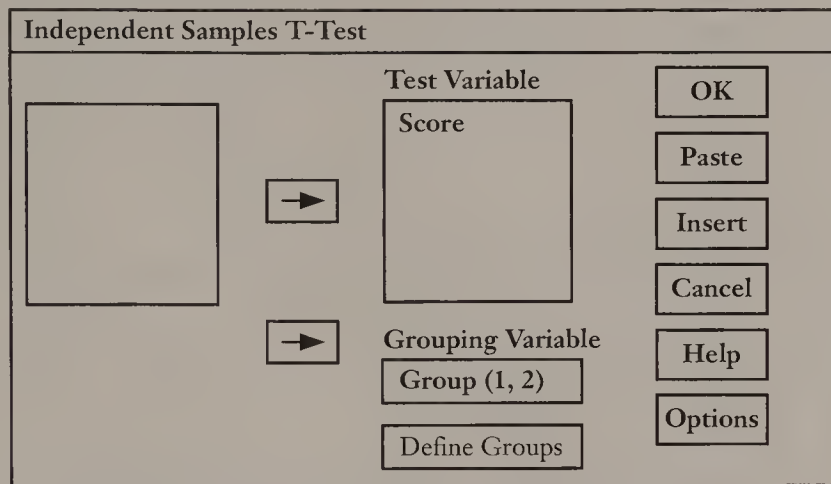 Independent Samples T-Test
Test Variable
Score
Grouping Variable
Group (1, 2)
Define Groups
OK
Paste
Insert
Cancel
Help
Options